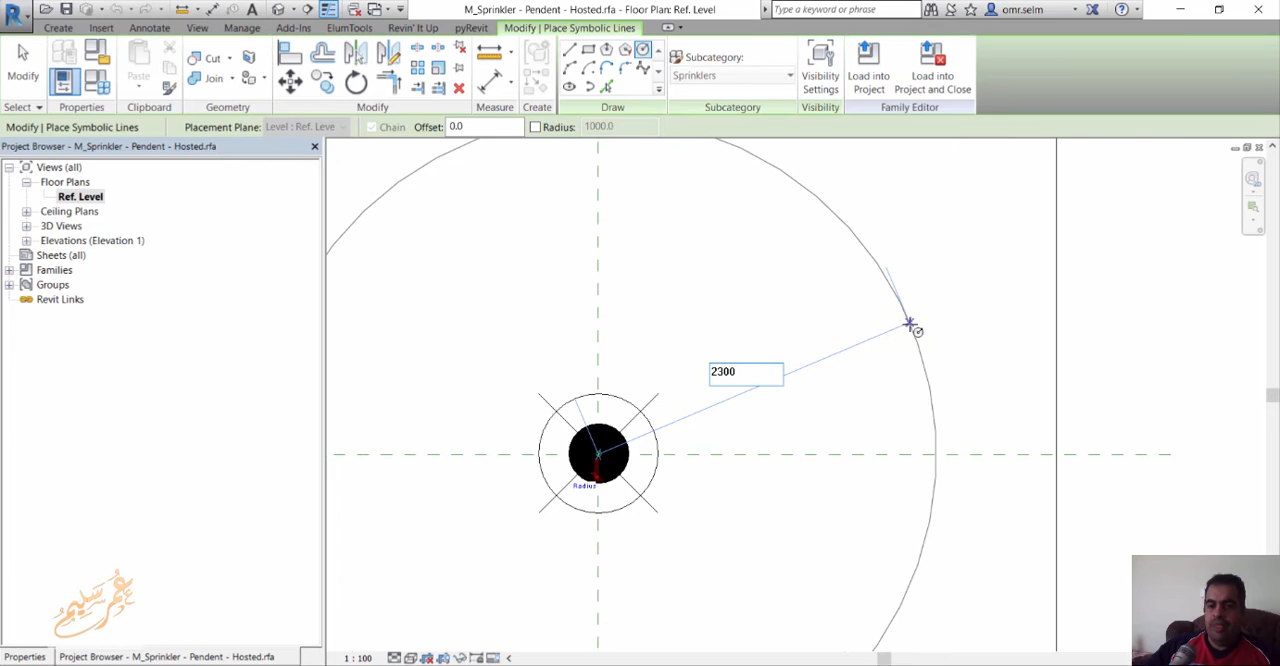 M_Sprinkler - Pendent - Hosted.rfa - Floor Plan: Ref. Level
Type a keyword or phrase
omr.selm
Create
Insert
Annotate
View
Manage
Add-Ins
ElumTools
Revin' It Up
pyRevit
Modify | Place Symbolic Lines
Modify
Paste
Cut
Join
Subcategory:
Sprinklers
Visibility Settings
Load into Project
Load into Project and Close
Select
Properties
Clipboard
Geometry
Modify
Measure
Create
Draw
Subcategory
Visibility
Family Editor
Modify | Place Symbolic Lines
Placement Plane:
Level : Ref. Leve
Chain
Offset:
0.0
Radius:
1000.0
Project Browser - M_Sprinkler - Pendent - Hosted.rfa
Views (all)
Floor Plans
Ref. Level
Ceiling Plans
3D Views
Elevations (Elevation 1)
Sheets (all)
Families
Groups
Revit Links
2300
Radius
عمر سليم
Properties
Project Browser - M_Sprinkler - Pendent - Hosted.rfa
1 : 100